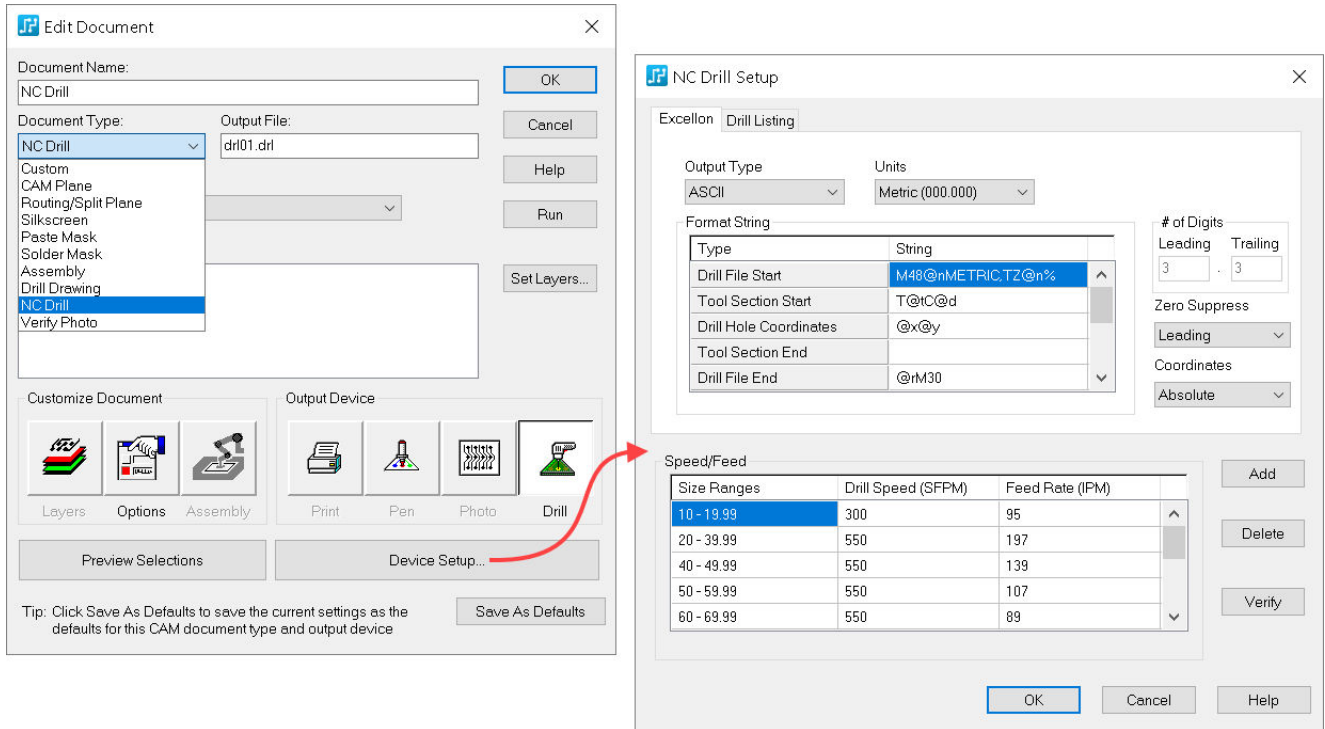 Edit Document
Document Name:
NC Drill
OK
Document Type:
Output File:
Cancel
NC Drill
drl01.drl
Custom
CAM Plane
Routing/Split Plane
Silkscreen
Paste Mask
Solder Mask
Assembly
Drill Drawing
NC Drill
Verify Photo
Help
Run
Set Layers...
Customize Document
Output Device
Layers
Options
Assembly
Print
Pen
Photo
Drill
Preview Selections
Device Setup...
Tip: Click Save As Defaults to save the current settings as the
defaults for this CAM document type and output device
Save As Defaults
NC Drill Setup
Excellon
Drill Listing
Output Type
Units
ASCII
Metric (000.000)
Format String
Type String
Drill File Start M48@nMETRIC,TZ@n%
Tool Section Start T@tC@d
Drill Hole Coordinates @x@y
Tool Section End
Drill File End @rM30
# of Digits
Leading Trailing
3 . 3
Zero Suppress
Leading
Coordinates
Absolute
Speed/Feed
Size Ranges Drill Speed (SFPM) Feed Rate (IPM)
10 - 19.99 300 95
20 - 39.99 550 197
40 - 49.99 550 139
50 - 59.99 550 107
60 - 69.99 550 89
Add
Delete
Verify
OK
Cancel
Help